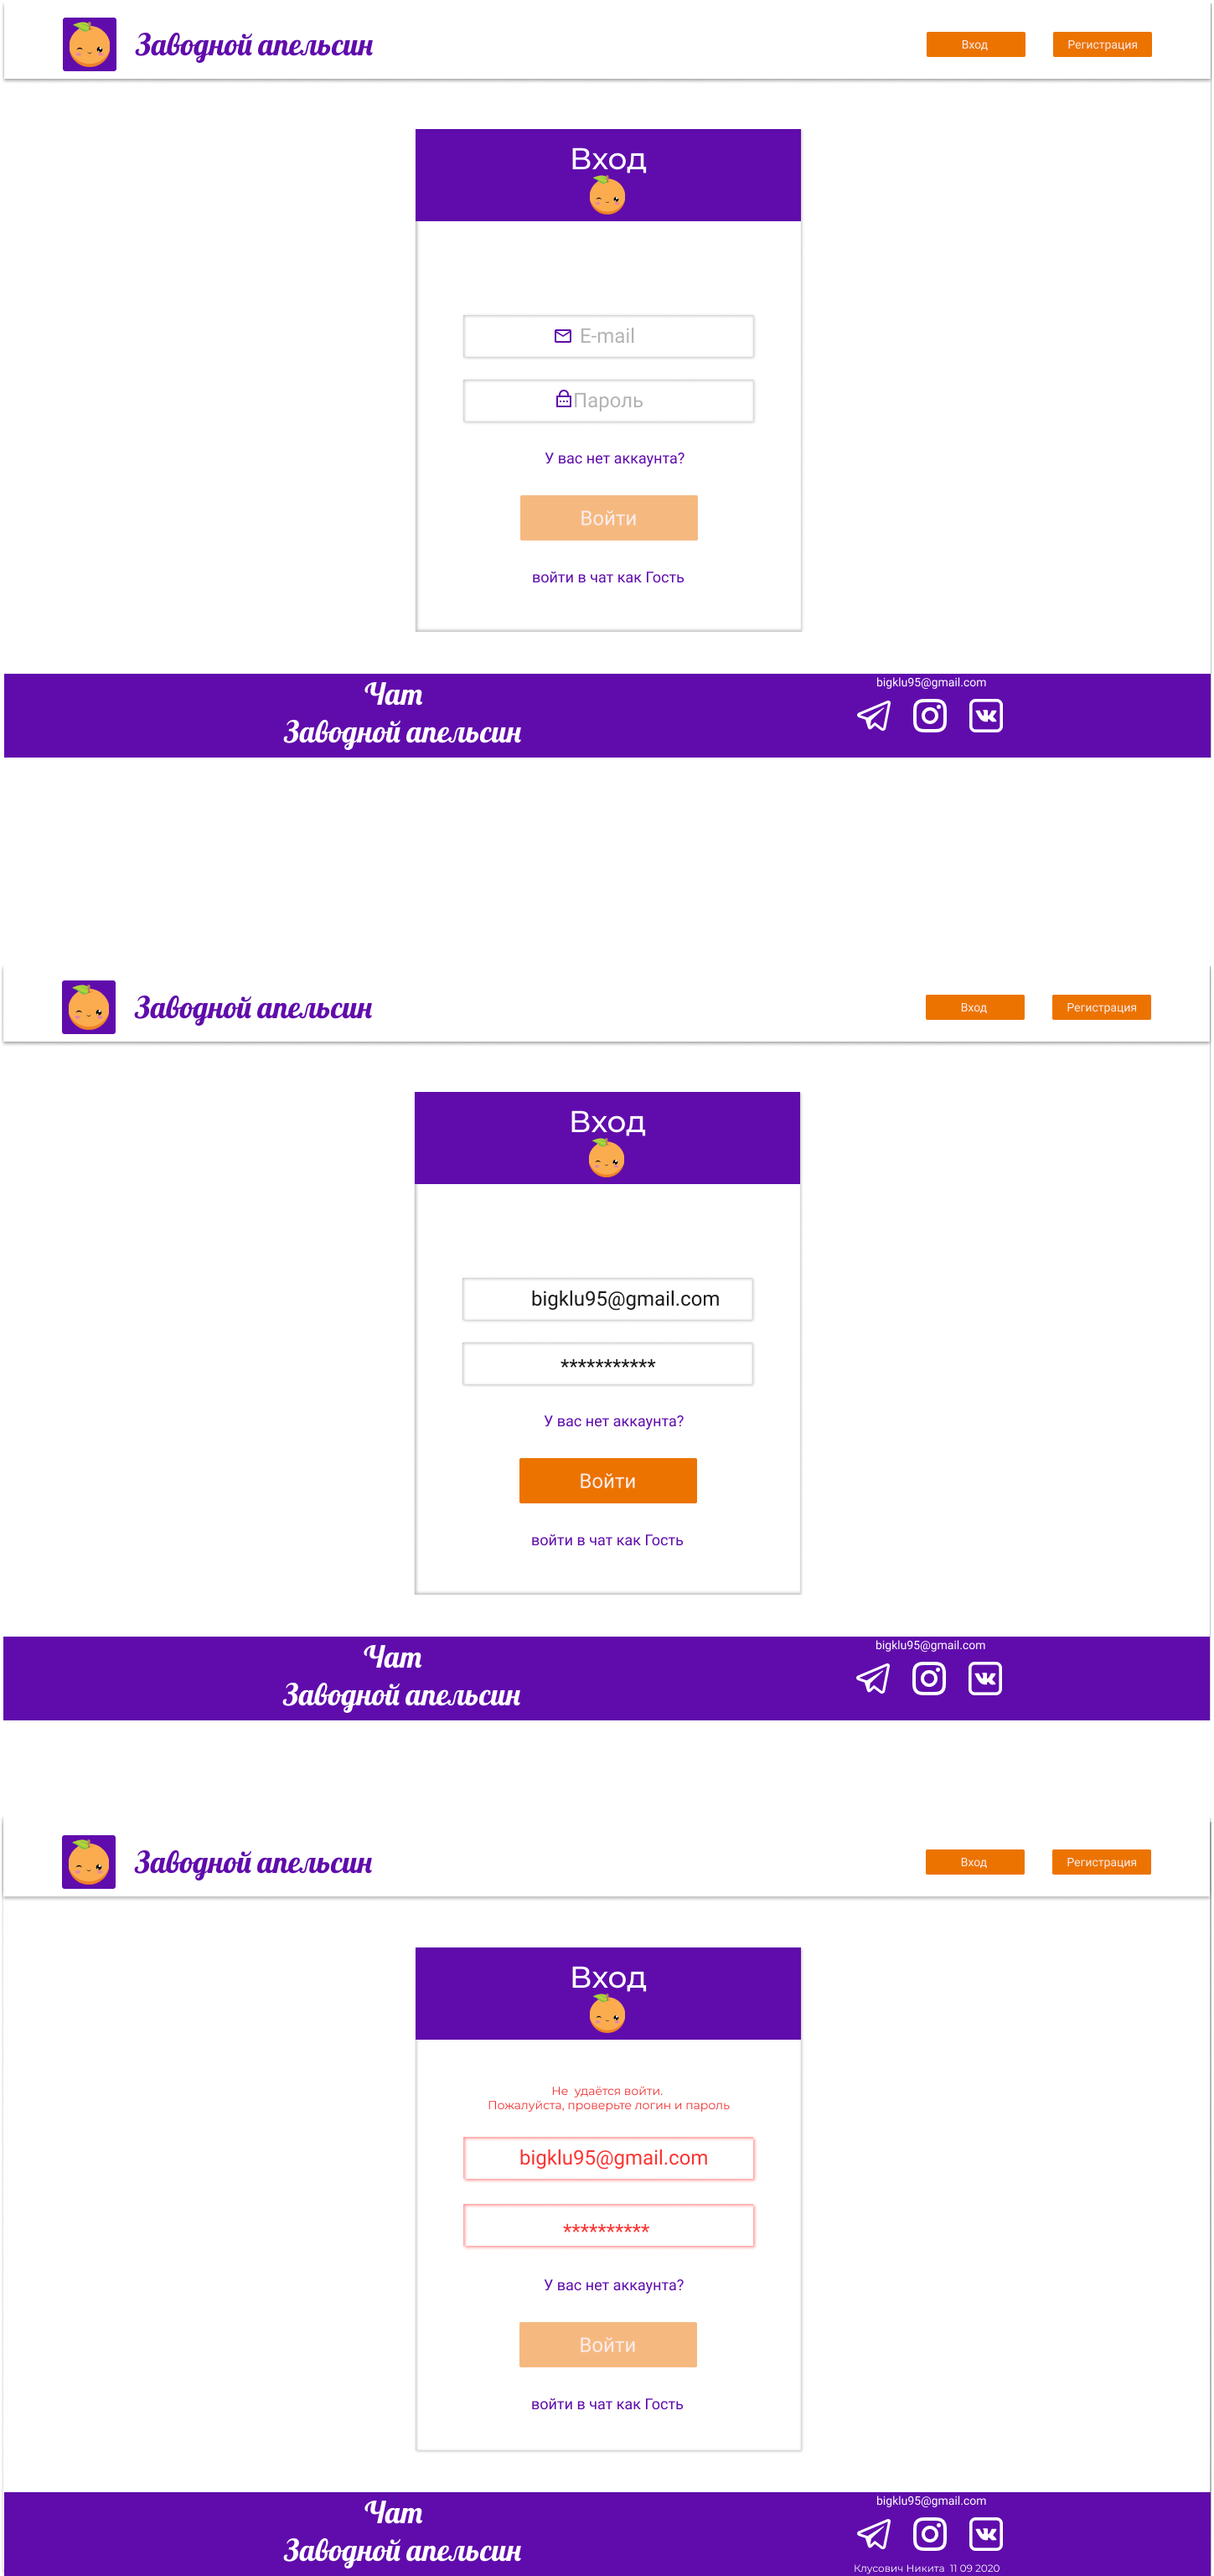 Заводной апельсин
Вход
Регистрация
Вход
E-mail
Пароль
У вас нет аккаунта?
Войти
войти в чат как Гость
Чат
Заводной апельсин
bigklu95@gmail.com
Заводной апельсин
Вход
Регистрация
Вход
bigklu95@gmail.com
***********
У вас нет аккаунта?
Войти
войти в чат как Гость
Чат
Заводной апельсин
bigklu95@gmail.com
Заводной апельсин
Вход
Регистрация
Вход
Не удаётся войти.
Пожалуйста, проверьте логин и пароль
bigklu95@gmail.com
**********
У вас нет аккаунта?
Войти
войти в чат как Гость
Чат
Заводной апельсин
bigklu95@gmail.com
Клусович Никита 11 09 2020